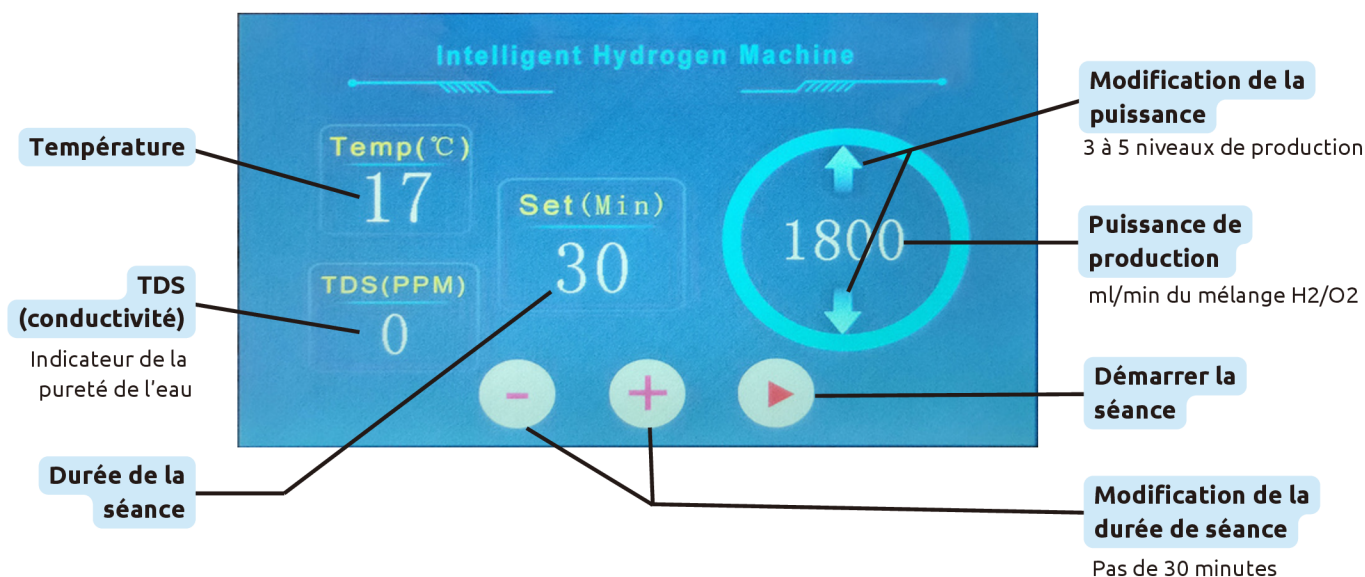 Intelligent Hydrogen Machine
Température
Temp(℃)
17
TDS
(conductivité)
Indicateur de la
pureté de l’eau
TDS(PPM)
0
Durée de la
séance
Set(Min)
30
-
+
1800
Modification de la
puissance
3 à 5 niveaux de production
Puissance de
production
ml/min du mélange H2/O2
Démarrer la
séance
Modification de la
durée de séance
Pas de 30 minutes